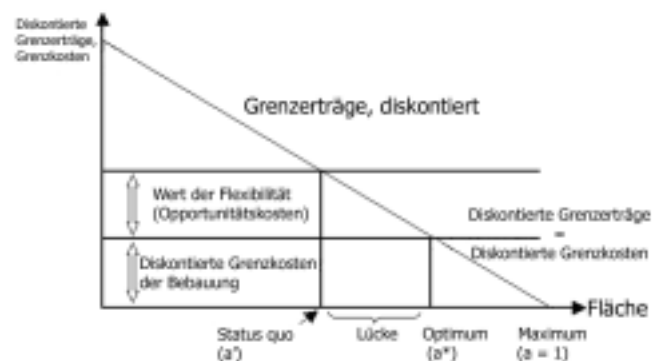 Diskontierte
Grenzerträge,
Grenzkosten
Grenzerträge, diskontiert
Wert der Flexibilität
(Opportunitätskosten)
Diskontierte Grenzerträge
=
Diskontierte Grenzkosten
Diskontierte Grenzkosten
der Bebauung
Fläche
Status quo
(a')
Lücke
Optimum
(a*)
Maximum
(a = 1)